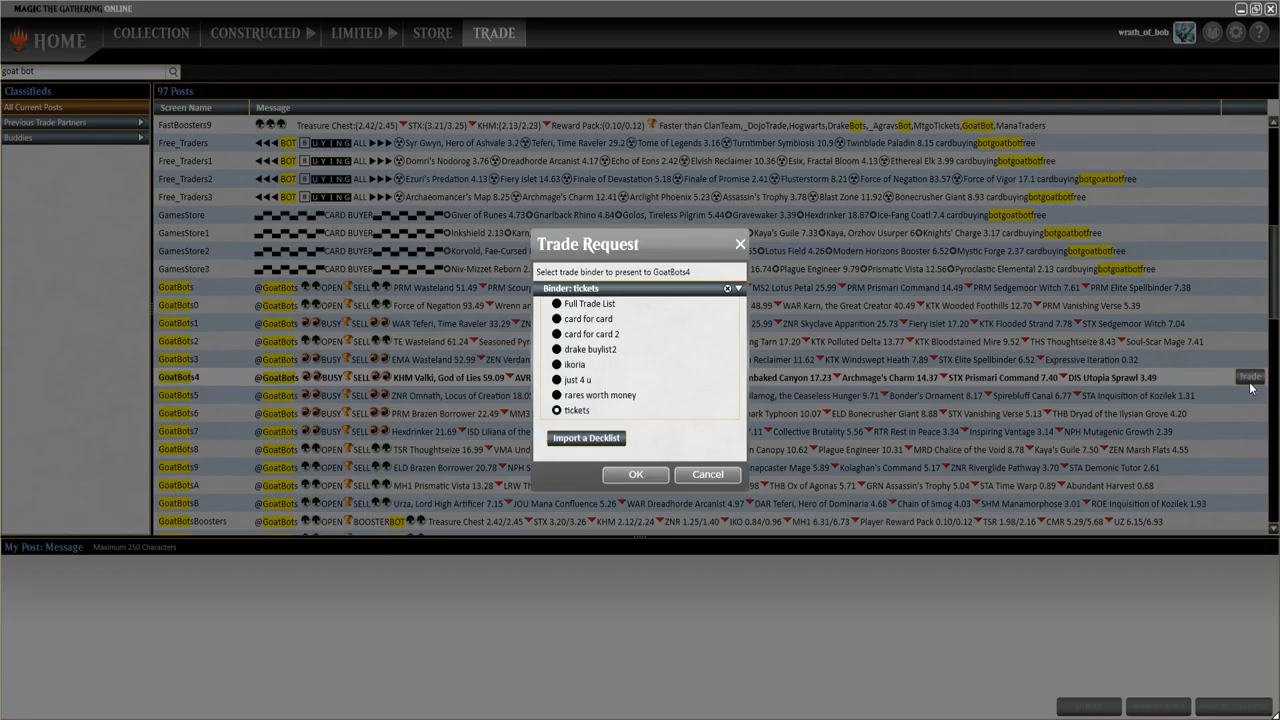 MAGIC THE GATHERING ONLINE
HOME COLLECTION CONSTRUCTED LIMITED STORE TRADE wrath_of_bob
goat bot
Classifieds
All Current Posts
Previous Trade Partners
Buddies
97 Posts
Screen Name Message
FastBoosters9 Treasure Chest:(2.42/2.45) STX:(3.21/3.25) KHM:(2.13/2.23) Reward Pack:(0.10/0.12) Faster than ClanTeam,_DojoTrade,Hogwarts,DrakeBots,_AgravsBot,MtgoTickets,GoatBot,ManaTraders
Free_Traders BOT BUYING ALL Syr Gwyn, Hero of Ashvale 3.2 Teferi, Time Raveler 29.2 Tome of Legends 3.16 Turntimber Symbiosis 10.9 Twinblade Paladin 8.15 cardbuyingbotgoatbotfree
Free_Traders1 BOT BUYING ALL Domri's Nodorog 3.76 Dreadhorde Arcanist 4.17 Echo of Eons 2.42 Elvish Reclaimer 10.36 Esix, Fractal Bloom 4.13 Ethereal Elk 3.99 cardbuyingbotgoatbotfree
Free_Traders2 BOT BUYING ALL Ezuri's Predation 4.13 Fiery Islet 14.63 Finale of Devastation 5.18 Finale of Promise 2.41 Flusterstorm 8.21 Force of Negation 83.57 Force of Vigor 17.1 cardbuyingbotgoatbotfree
Free_Traders3 BOT BUYING ALL Archaeomancer's Map 8.25 Archmage's Charm 12.41 Arclight Phoenix 5.23 Assassin's Trophy 3.78 Blast Zone 11.92 Boomer Scrap 3.68 cardbuyingbotgoatbotfree
GamesStore CARD BUYER Giver of Runes 4.73 Gnarlback Rhino 4.84 Golos, Tireless Pilgrim 5.44 Gravewaker 3.39 Hexdrinker 18.87 Ice-Fang Coatl 7.4 cardbuyingbotgoatbotfree
GamesStore1 CARD BUYER Inkshield 2.13 Karn, Kaya's Guile 7.33 Kaya, Orzhov Usurper 6 Knights' Charge 3.17 cardbuyingbotgoatbotfree
GamesStore2 CARD BUYER Korvold, Fae-Cursed Lotus Field 4.26 Modern Horizons Booster 6.52 Mystic Forge 2.37 cardbuyingbotgoatbotfree
GamesStore3 CARD BUYER Niv-Mizzet Reborn 2. 16.74 Plague Engineer 9.79 Prismatic Vista 12.56 Pyroclastic Elemental 2.13 cardbuyingbotgoatbotfree
GoatBots @GoatBots OPEN SELL PRM Wasteland 51.49 PRM Scourg MS2 Lotus Petal 25.95 PRM Prismari Command 14.49 PRM Elite Spellbinder 7.38
GoatBots0 @GoatBots OPEN SELL Force of Negation 93.49 WAR Karn, the Great Creator 40.49 KTK Wooded Foothills 12.70 PRM Vanishing Verse 5.39
GoatBots1 @GoatBots BUSY SELL WAR Teferi, Time Raveler 33.29 ZN 25.99 ZNR Skyclave Apparition 25.73 Fiery Islet 17.20 KTK Flooded Strand 7.78 STX Sedgemoor Witch 7.04
GoatBots2 @GoatBots BUSY SELL TE Wasteland 61.24 Seasoned Pyro Tarn 17.20 KTK Polluted Delta 13.77 KTK Bloodstained Mire 9.52 THS Thoughtseize 8.43 Soul-Scar Mage 7.41
GoatBots3 @GoatBots BUSY SELL EMA Wasteland 52.99 ZEN Verdan Reclaimer 11.62 KTK Windswept Heath 7.89 STX Elite Spellbinder 6.52 Expressive Iteration 0.32
GoatBots4 @GoatBots BUSY SELL KHM Valki, God of Lies 59.09 AVR nbaked Canyon 17.23 Archmage's Charm 14.37 STX Prismari Command 7.40 DIS Utopia Sprawl 3.49 Trade
GoatBots5 @GoatBots BUSY SELL ZNR Omnath, Locus of Creation 18.0 Umezawa, the Ceaseless Hunger 9.91 Bonder's Ornament 8.17 Spirebluff Canal 6.77 STA Inquisition of Kozilek 1.31
GoatBots6 @GoatBots BUSY SELL PRM Brazen Borrower 22.49 MM3 ark Typhoon 10.07 ELD Bonecrusher Giant 8.88 STX Vanishing Verse 5.13 THB Dryad of the Ilysian Grove 4.20
GoatBots7 @GoatBots BUSY SELL Hexdrinker 21.69 ISD Liliana of the Collective Brutality 5.56 RTR Rest in Peace 3.34 Inspiring Vantage 3.14 NPH Mutagenic Growth 2.39
GoatBots8 @GoatBots BUSY SELL TSR Thoughtseize 16.99 VMA Und Canopy 10.62 Plague Engineer 10.31 MRD Chalice of the Void 8.78 Kaya's Guile 7.50 ZEN Marsh Flats 4.55
GoatBots9 @GoatBots BUSY SELL ELD Brazen Borrower 20.92 NPH S napcaster Mage 5.89 Kolaghan's Command 5.17 ZNR Riverglide Pathway 3.70 STA Demonic Tutor 2.61
GoatBotsA @GoatBots BUSY SELL MH1 Prismatic Vista 13.28 LRW Th THB Ox of Agonas 5.71 GRN Assassin's Trophy 5.04 STA Time Warp 0.89 Abundant Harvest 0.68
GoatBotsB @GoatBots OPEN SELL Urza, Lord High Artificer 7.15 JOU Mana Confluence 5.26 WAR Dreadhorde Arcanist 4.97 DAR Teferi, Hero of Dominaria 4.68 Chain of Smog 4.03 SHM Manamorphose 3.01 ROE Inquisition of Kozilek 1.93
GoatBotsBoosters @GoatBots OPEN BOOSTERBOT Treasure Chest 2.42/2.45 STX 3.20/3.26 KHM 2.12/2.24 ZNR 1.25/1.40 IKO 0.84/0.96 MH1 6.31/6.73 Player Reward Pack 0.10/0.12 TSR 1.98/2.16 CMR 5.29/5.68 UZ 6.15/6.93
Trade Request
Select trade binder to present to GoatBots4
Binder: tickets
Full Trade List
card for card
card for card 2
drake buylist2
ikoria
just 4 u
rares worth money
tickets
Import a Decklist
OK Cancel
My Post: Message Maximum 250 Characters